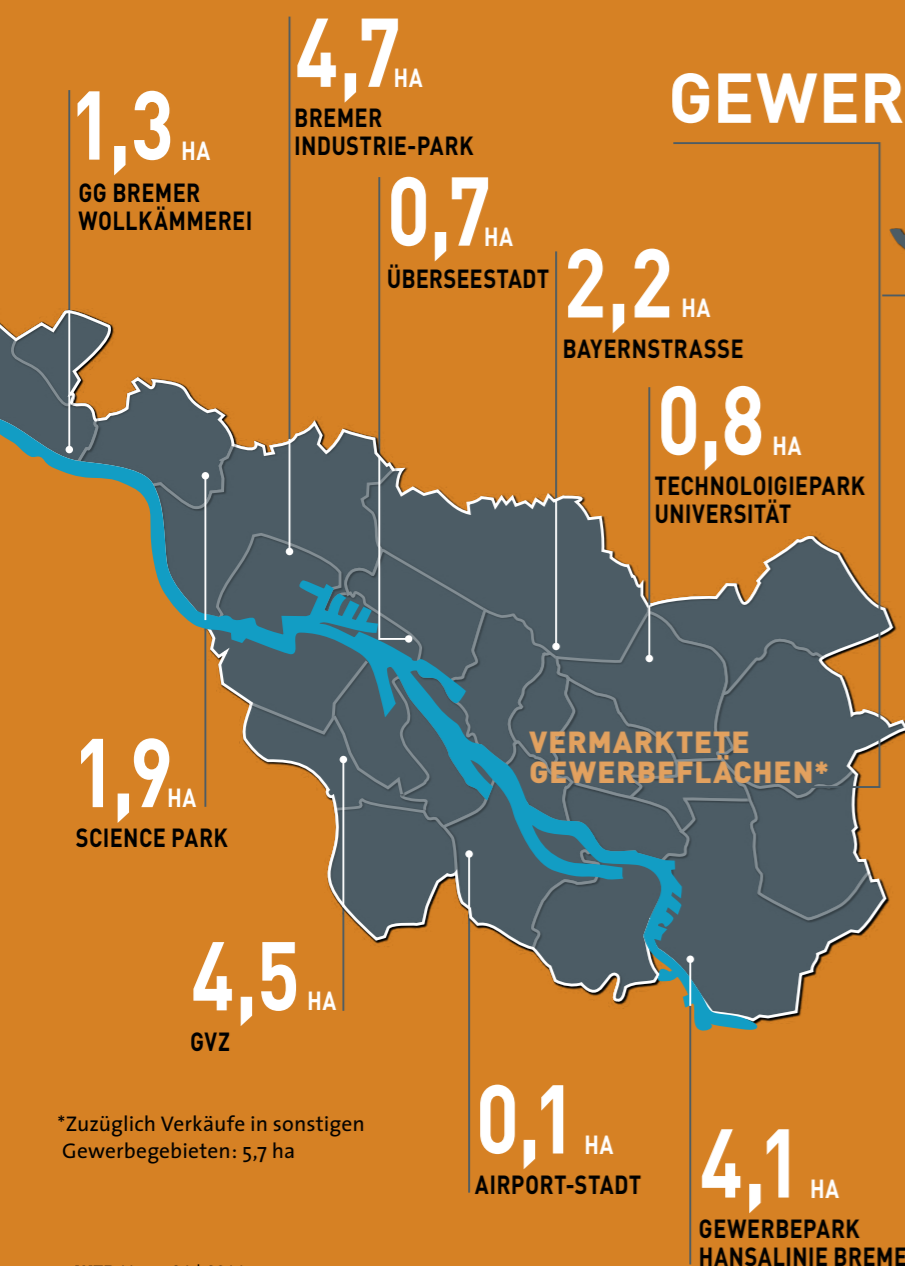 4,7 HA
BREMER
INDUSTRIE-PARK
GEWER
1,3 HA
GG BREMER
WOLLKÄMMEREI
0,7 HA
ÜBERSEESTADT
2,2 HA
BAYERNSTRASSE
0,8 HA
TECHNOLOIGIEPARK
UNIVERSITÄT
VERMARKTETE
GEWERBEFLÄCHEN*
1,9 HA
SCIENCE PARK
4,5 HA
GVZ
*Zuzüglich Verkäufe in sonstigen
Gewerbegebieten: 5,7 ha
0,1 HA
AIRPORT-STADT
4,1 HA
GEWERBEPARK
HANSALINIE BREME